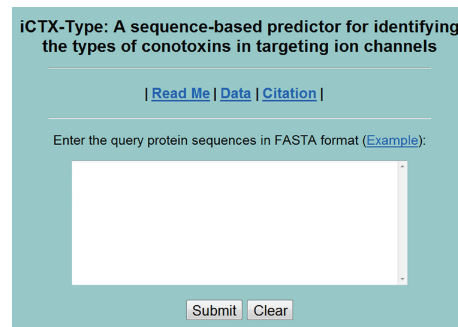 iCTX-Type: A sequence-based predictor for identifying
the types of conotoxins in targeting ion channels
| Read Me | Data | Citation |
Enter the query protein sequences in FASTA format (Example):
Submit Clear